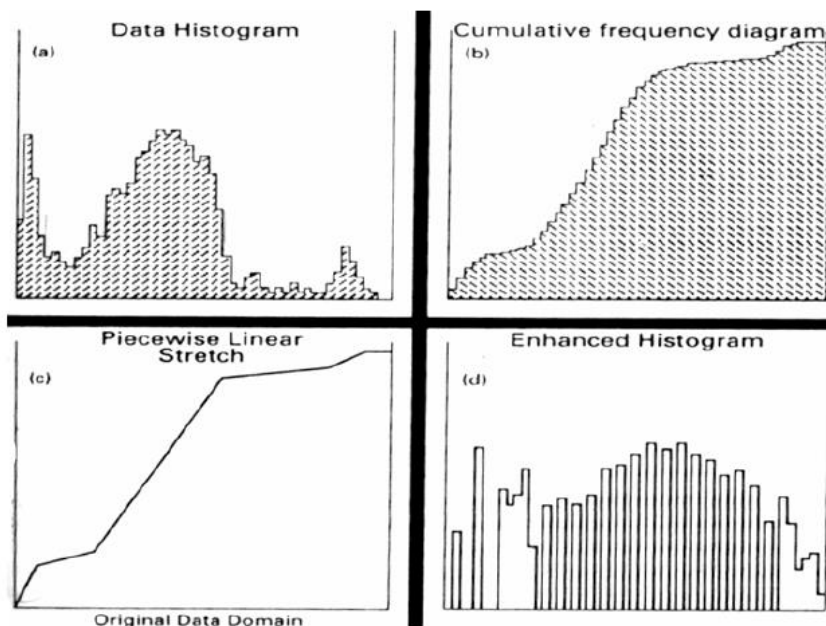 Data Histogram
(a)
Cumulative frequency diagram
(b)
Piecewise Linear
Stretch
(c)
Original Data Domain
Enhanced Histogram
(d)